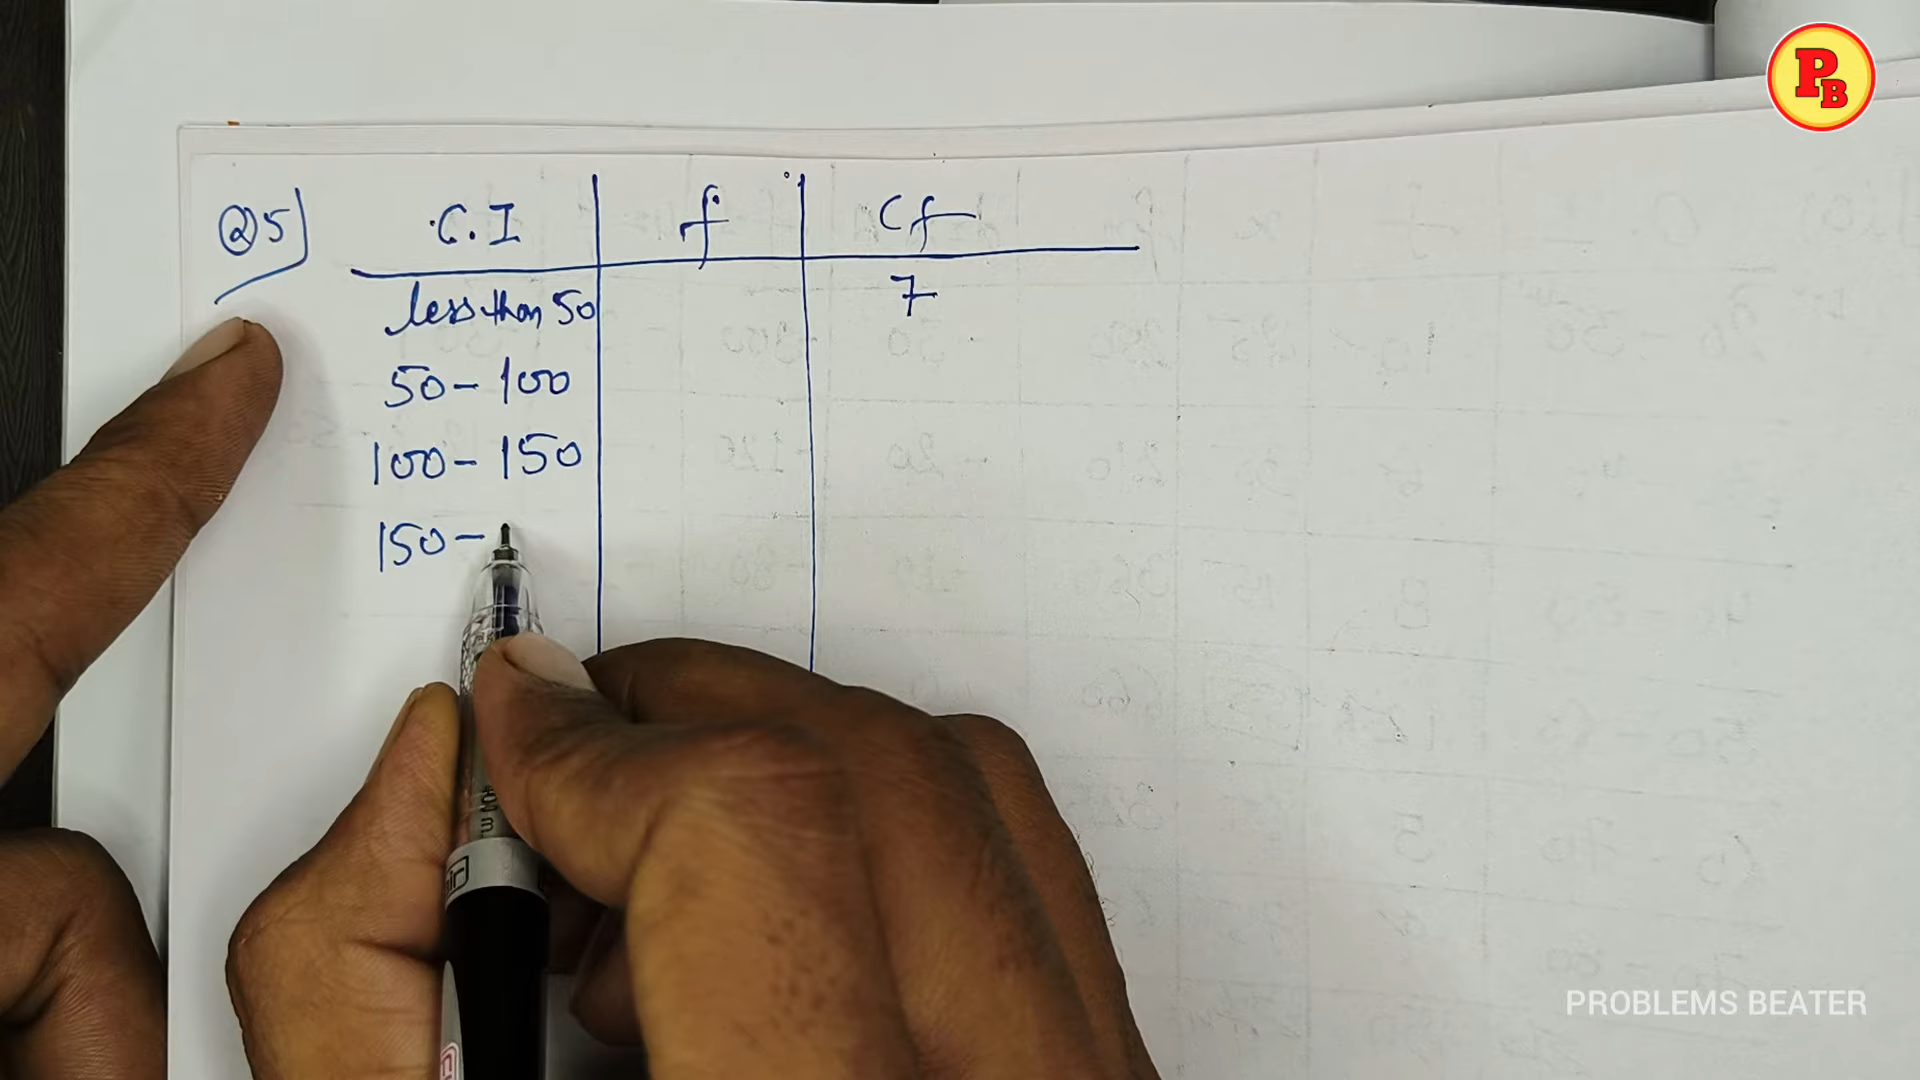 PB
Q5) C.I f Cf
less than 50 7
50 - 100
100 - 150
150 -
PROBLEMS BEATER